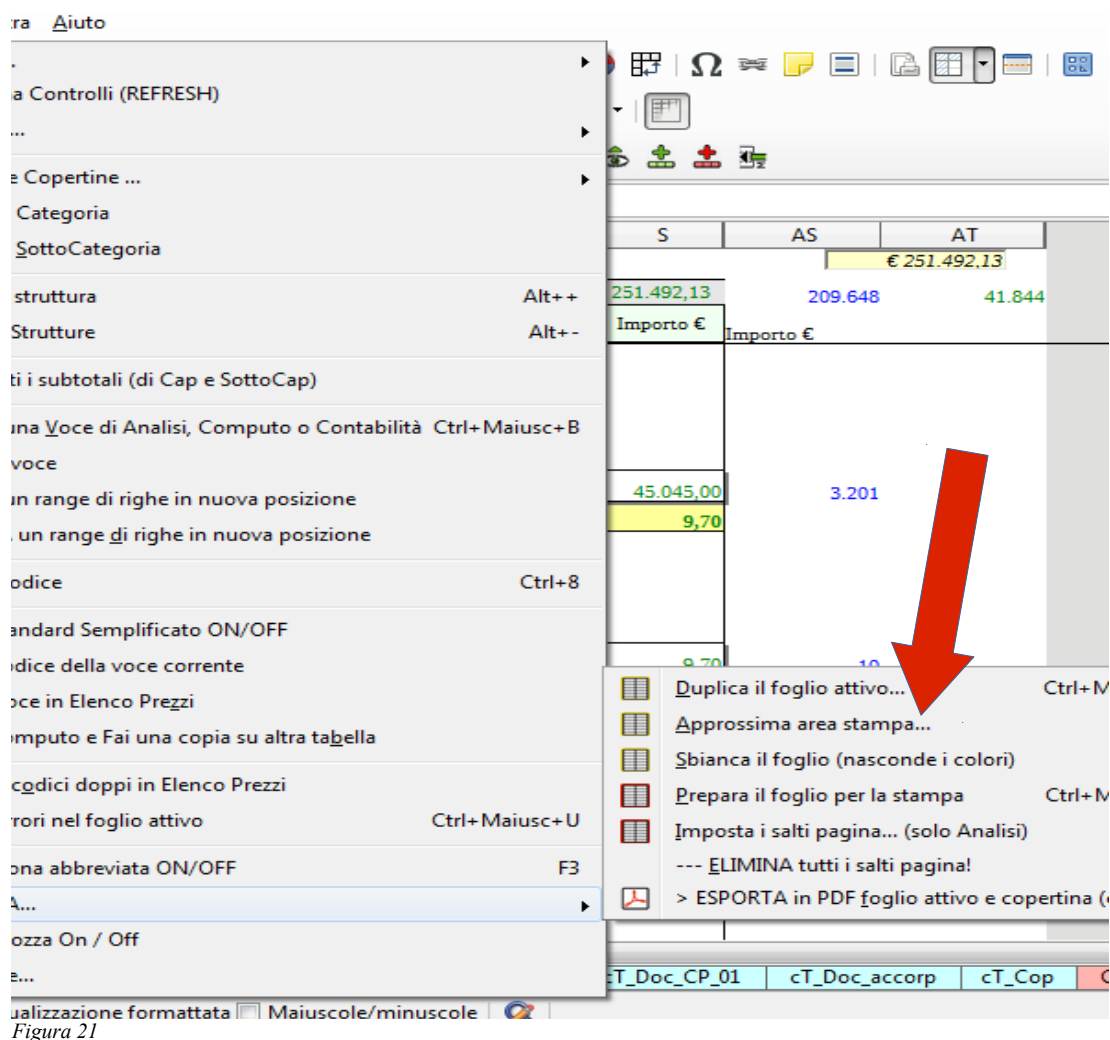 Aiuto
a Controlli (REFRESH)
...
e Copertine ...
Categoria
SottoCategoria
struttura Alt++
Strutture Alt+-
ti i subtotali (di Cap e SottoCap)
una Voce di Analisi, Computo o Contabilità Ctrl+Maiusc+B
voce
un range di righe in nuova posizione
un range di righe in nuova posizione
odice Ctrl+8
andard Semplificato ON/OFF
odice della voce corrente
oce in Elenco Prezzi
omputo e Fai una copia su altra tabella
codici doppi in Elenco Prezzi
rrori nel foglio attivo Ctrl+Maiusc+U
ona abbreviata ON/OFF F3
A...
ozza On / Off
e...
S AS AT
€ 251.492,13
251.492,13 209.648 41.844
Importo € Importo €
45.045,00 3.201
9,70
9,70 10
Duplica il foglio attivo... Ctrl+M
Approssima area stampa...
Sbianca il foglio (nasconde i colori)
Prepara il foglio per la stampa Ctrl+M
Imposta i salti pagina... (solo Analisi)
--- ELIMINA tutti i salti pagina!
> ESPORTA in PDF foglio attivo e copertina (
cT_Doc_CP_01 cT_Doc_accorp cT_Cop
ualizzazione formattata Maiuscole/minuscole
Figura 21